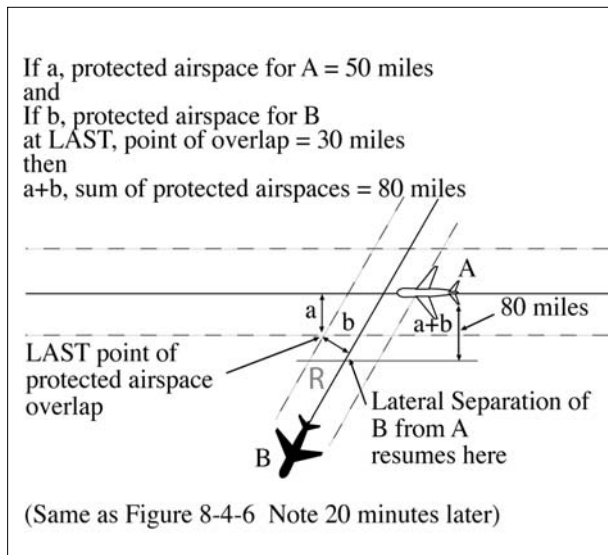 If a, protected airspace for A = 50 miles
and
If b, protected airspace for B
at LAST, point of overlap = 30 miles
then
a+b, sum of protected airspaces = 80 miles
A
a
b
a+b
80 miles
LAST point of
protected airspace
overlap
R
Lateral Separation of
B from A
resumes here
B
(Same as Figure 8-4-6 Note 20 minutes later)